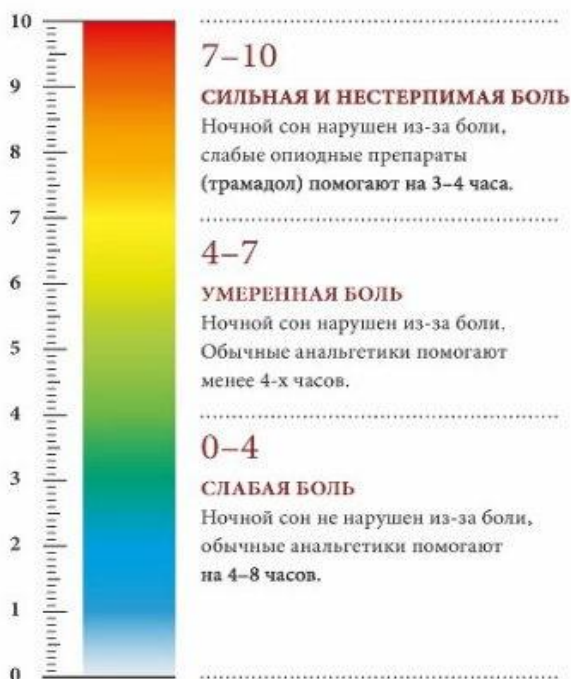 10
9
8
7
6
5
4
3
2
1
0
7–10
СИЛЬНАЯ И НЕСТЕРПИМАЯ БОЛЬ
Ночной сон нарушен из-за боли,
слабые опиодные препараты
(трамадол) помогают на 3–4 часа.
4–7
УМЕРЕННАЯ БОЛЬ
Ночной сон нарушен из-за боли.
Обычные анальгетики помогают
менее 4-х часов.
0–4
СЛАБАЯ БОЛЬ
Ночной сон не нарушен из-за боли,
обычные анальгетики помогают
на 4–8 часов.